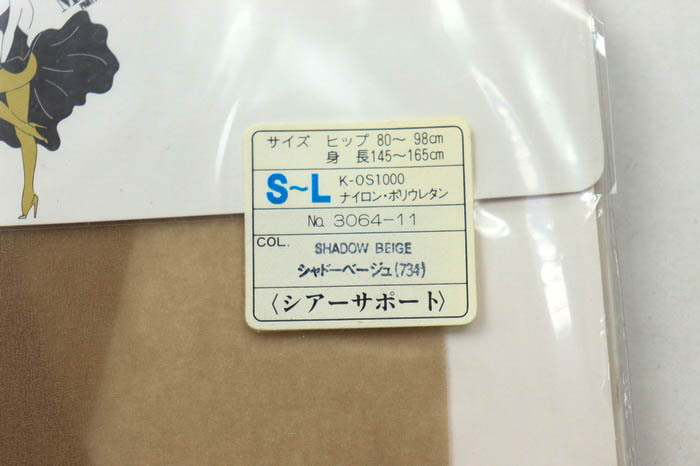 サイズ ヒップ 80〜 98cm
身 長145〜165cm
S〜L K-OS1000
ナイロン・ポリウレタン
No. 3064-11
COL. SHADOW BEIGE
シャドーベージュ(734)
〈シアーサポート〉